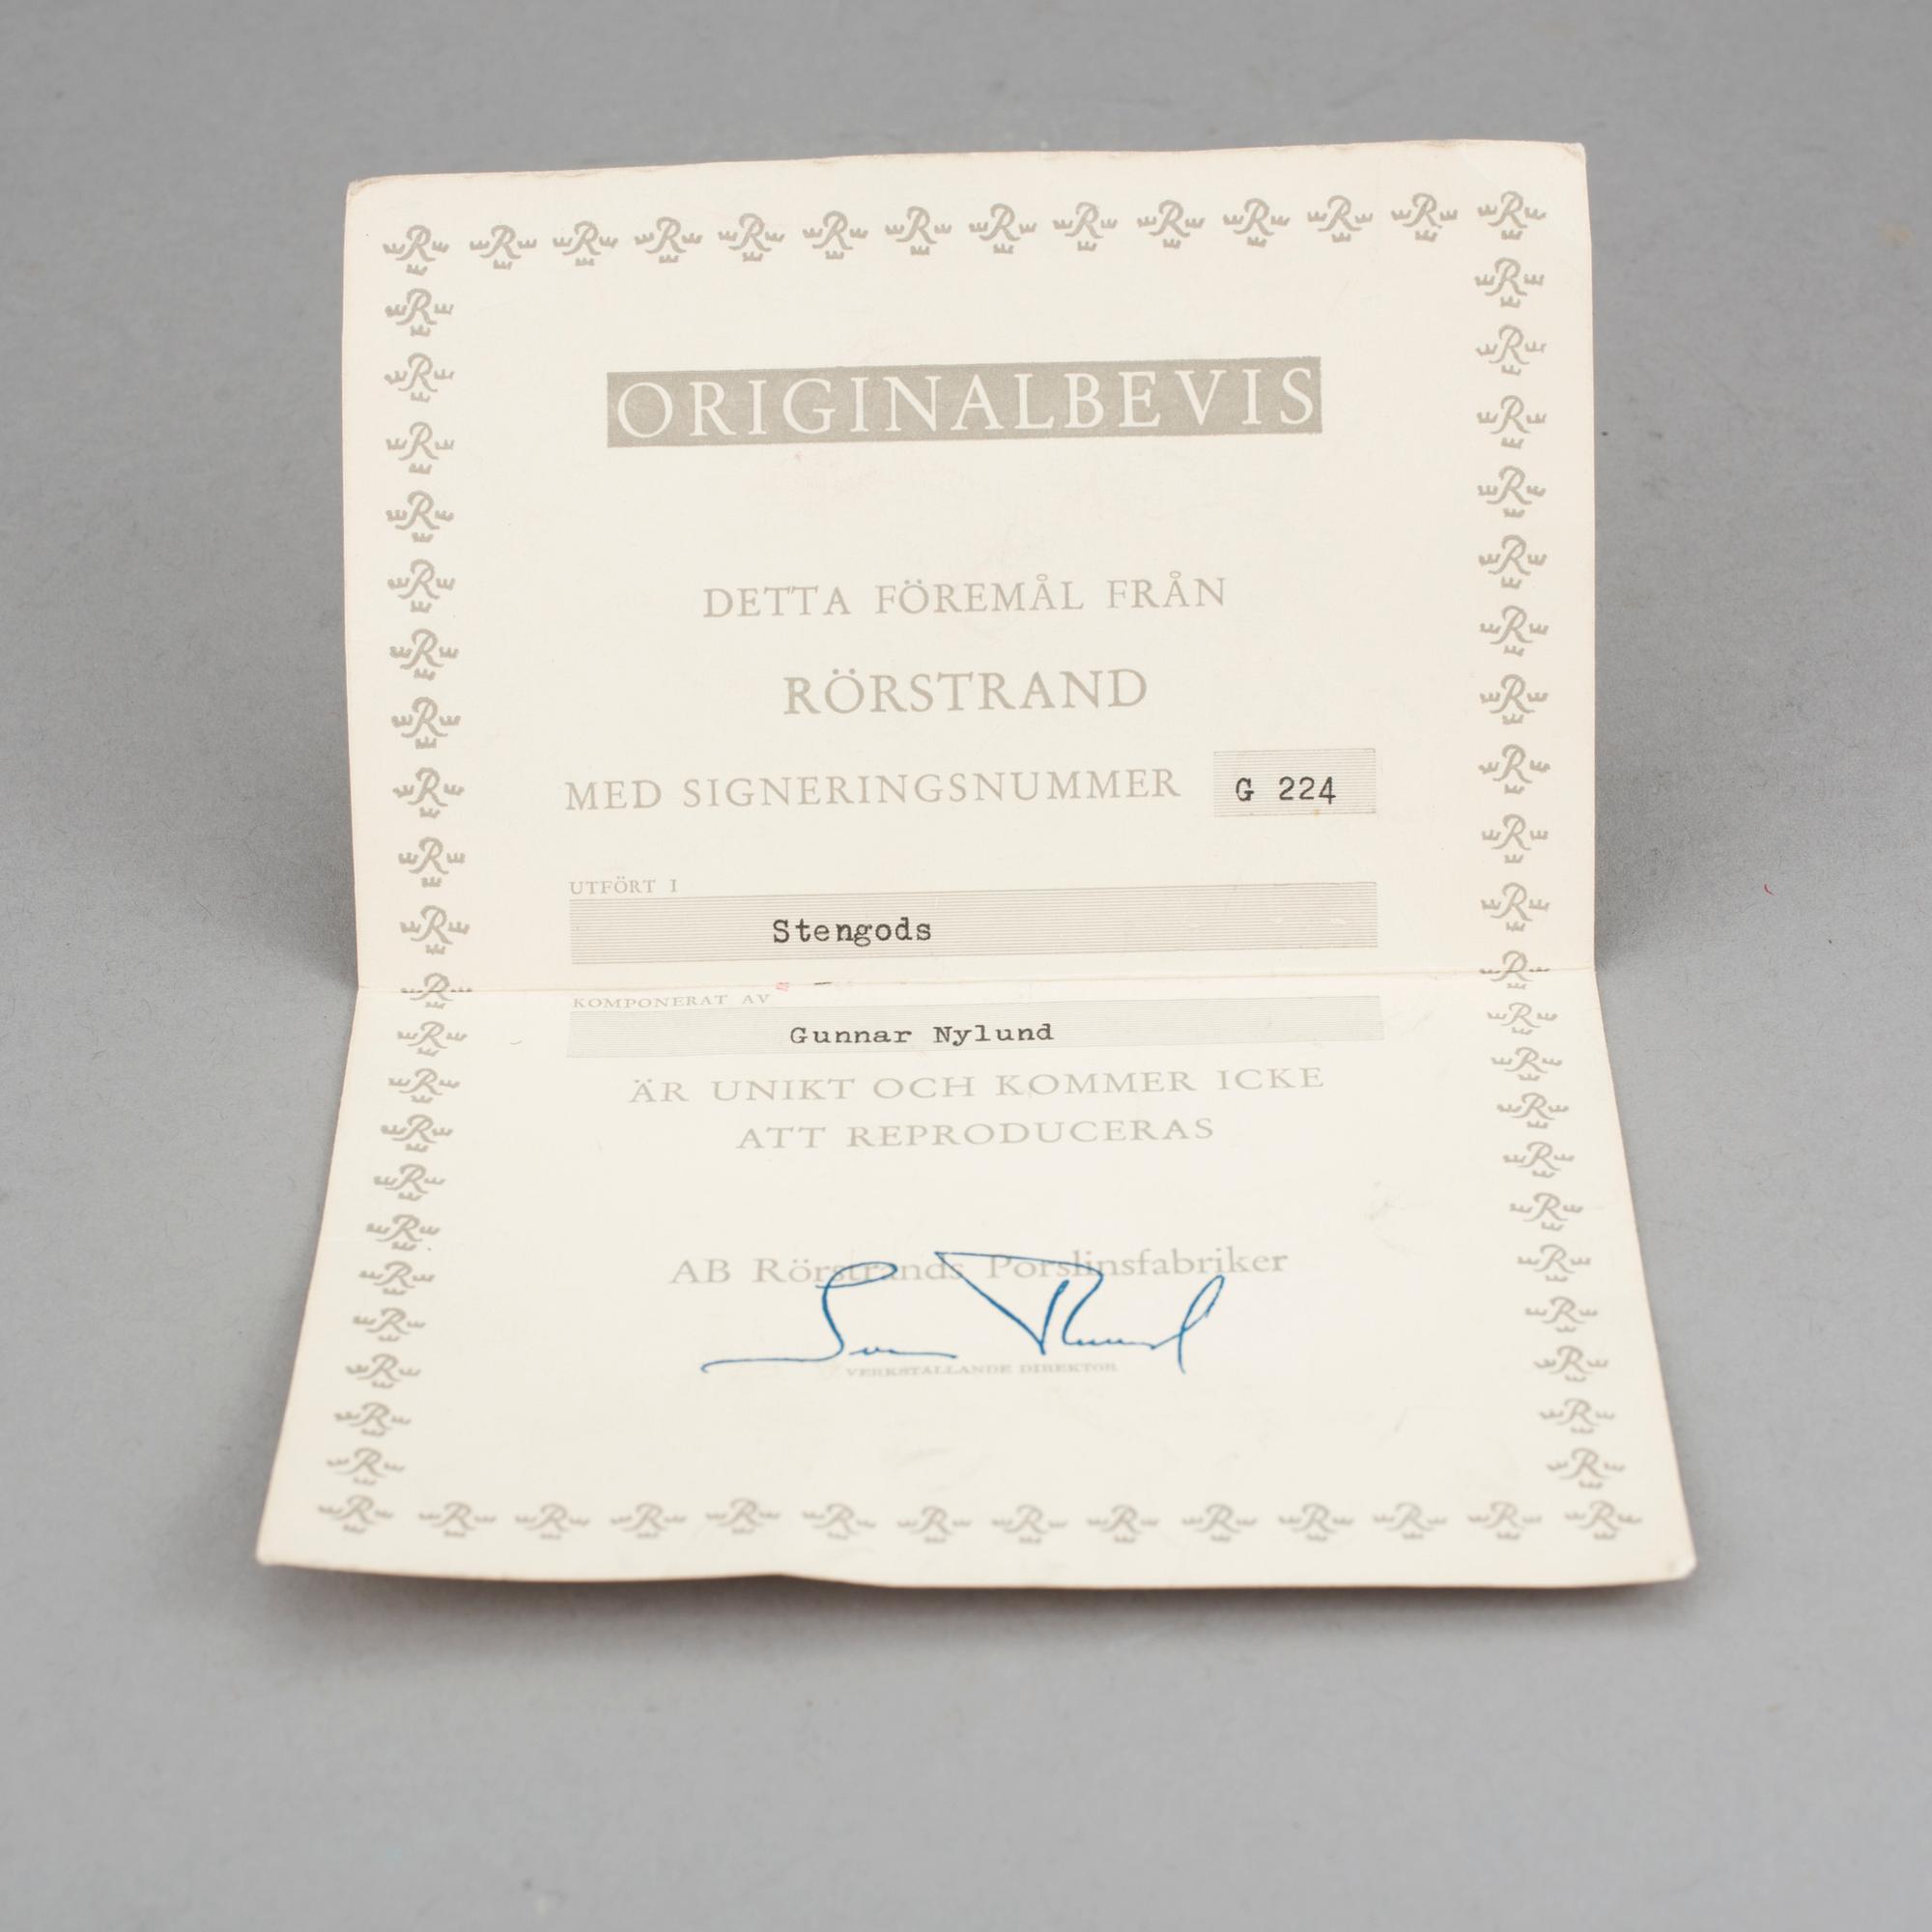 ORIGINALBEVIS
DETTA FÖREMÅL FRÅN
RÖRSTRAND
MED SIGNERINGSNUMMER G 224
UTFÖRT I
Stengods
KOMPONERAT AV
Gunnar Nylund
ÄR UNIKT OCH KOMMER ICKE
ATT REPRODUCERAS
AB Rörstrands Porslinsfabriker
VERKSTÄLLANDE DIREKTÖR